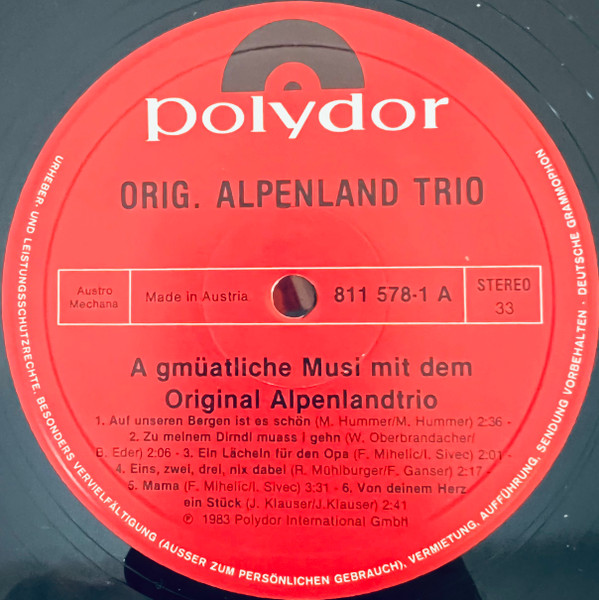 polydor
ORIG. ALPENLAND TRIO
Austro
Mechana
Made in Austria
811 578-1 A
STEREO
33
A gmüatliche Musi mit dem
Original Alpenlandtrio
1. Auf unseren Bergen ist es schön (M. Hummer/M. Hummer) 2:36 -
2. Zu meinem Dirndl muass i gehn (W. Oberbrandacher/
B. Eder) 2:06 - 3. Ein Lächeln für den Opa (F. Mihelic/I. Sivec) 2:01 -
4. Eins, zwei, drei, nix dabei (R. Mühlburger/F. Ganser) 2:17 -
5. Mama (F. Mihelic/I. Sivec) 3:31 - 6. Von deinem Herz
ein Stück (J. Klauser/J.Klauser) 2:41
℗ 1983 Polydor International GmbH
URHEBER- UND LEISTUNGSSCHUTZRECHTE. BESONDERS VERVIELFÄLTIGUNG (AUSSER ZUM PERSÖNLICHEN GEBRAUCH), VERMIETUNG, AUFFÜHRUNG, SENDUNG VORBEHALTEN · DEUTSCHE GRAMMOPHON